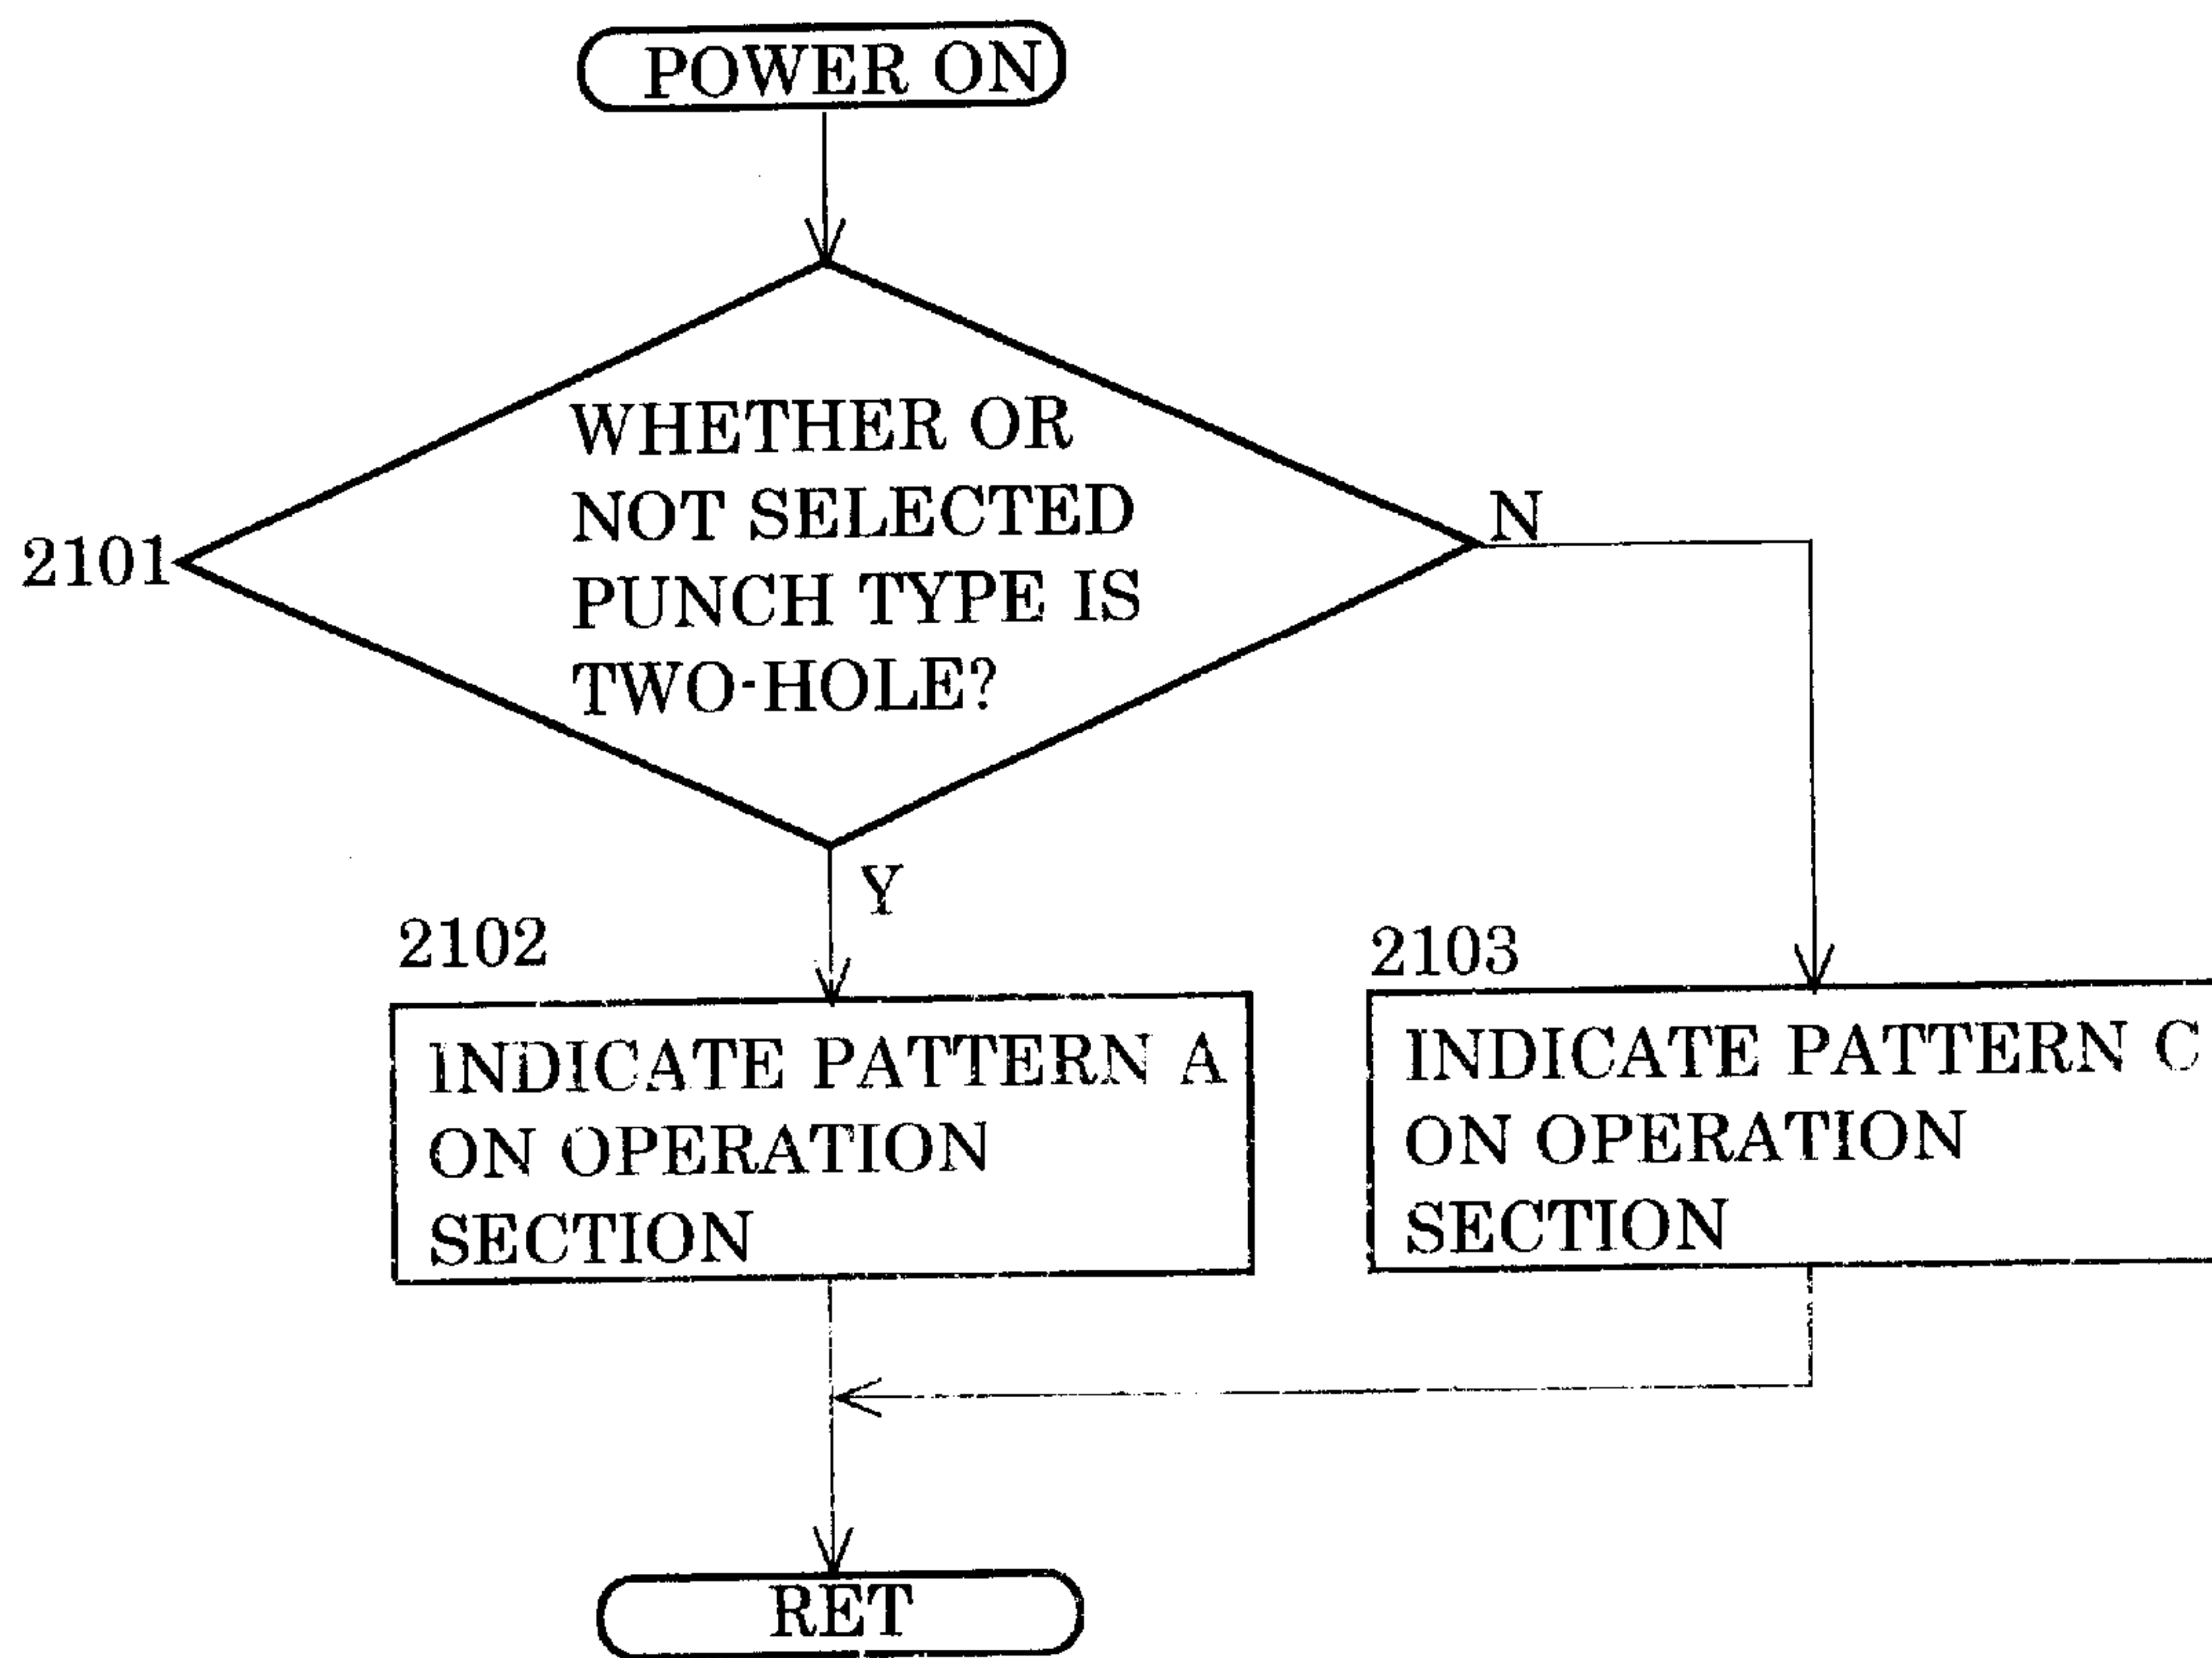 POWER ON
WHETHER OR
NOT SELECTED
PUNCH TYPE IS
TWO-HOLE?
2101
N
Y
2102
INDICATE PATTERN A
ON OPERATION
SECTION
2103
INDICATE PATTERN C
ON OPERATION
SECTION
RET